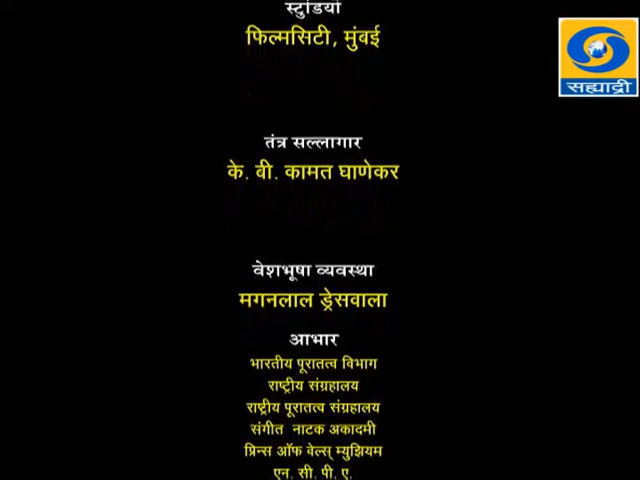 स्टुडियो
फिल्मसिटी, मुंबई
सह्याद्री
तंत्र सल्लागार
के. वी. कामत घाणेकर
वेशभूषा व्यवस्था
मगनलाल ड्रेसवाला
आभार
भारतीय पूरातत्व विभाग
राष्ट्रीय संग्रहालय
राष्ट्रीय पूरातत्व संग्रहालय
संगीत नाटक अकादमी
प्रिन्स ऑफ वेल्स् म्युझियम
एन. सी. पी. ए.